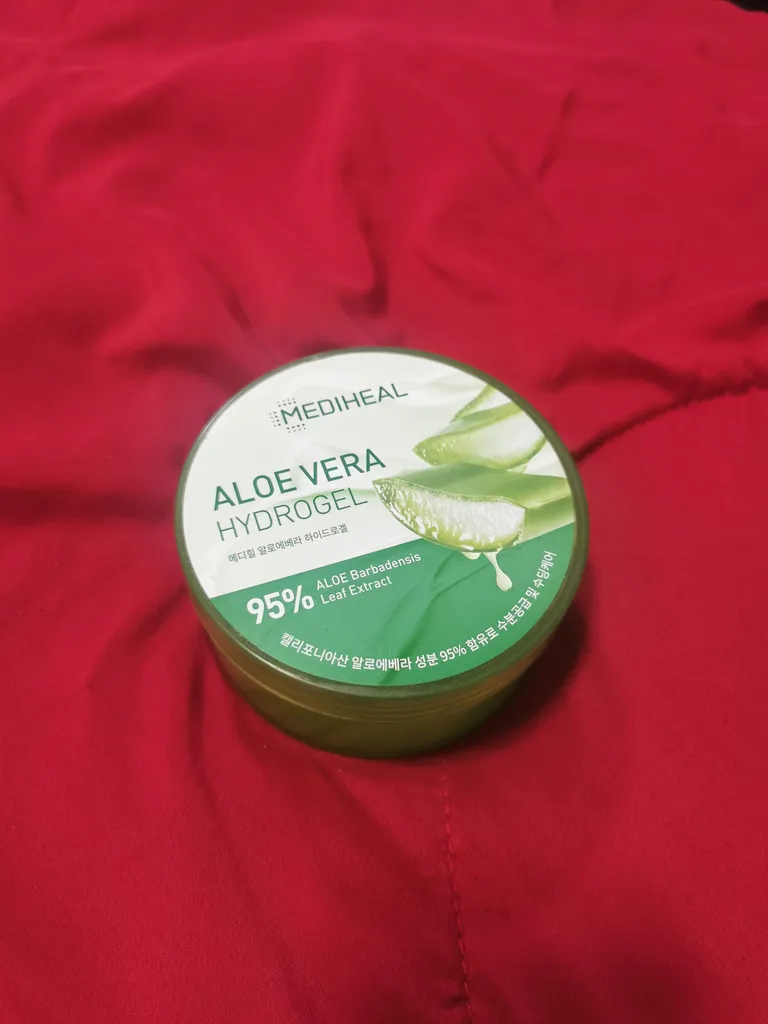 MEDIHEAL
ALOE VERA
HYDROGEL
메디힐 알로에베라 하이드로겔
95% ALOE Barbadensis
Leaf Extract
캘리포니아산 알로에베라 성분 95% 함유로 수분공급 및 수딩케어